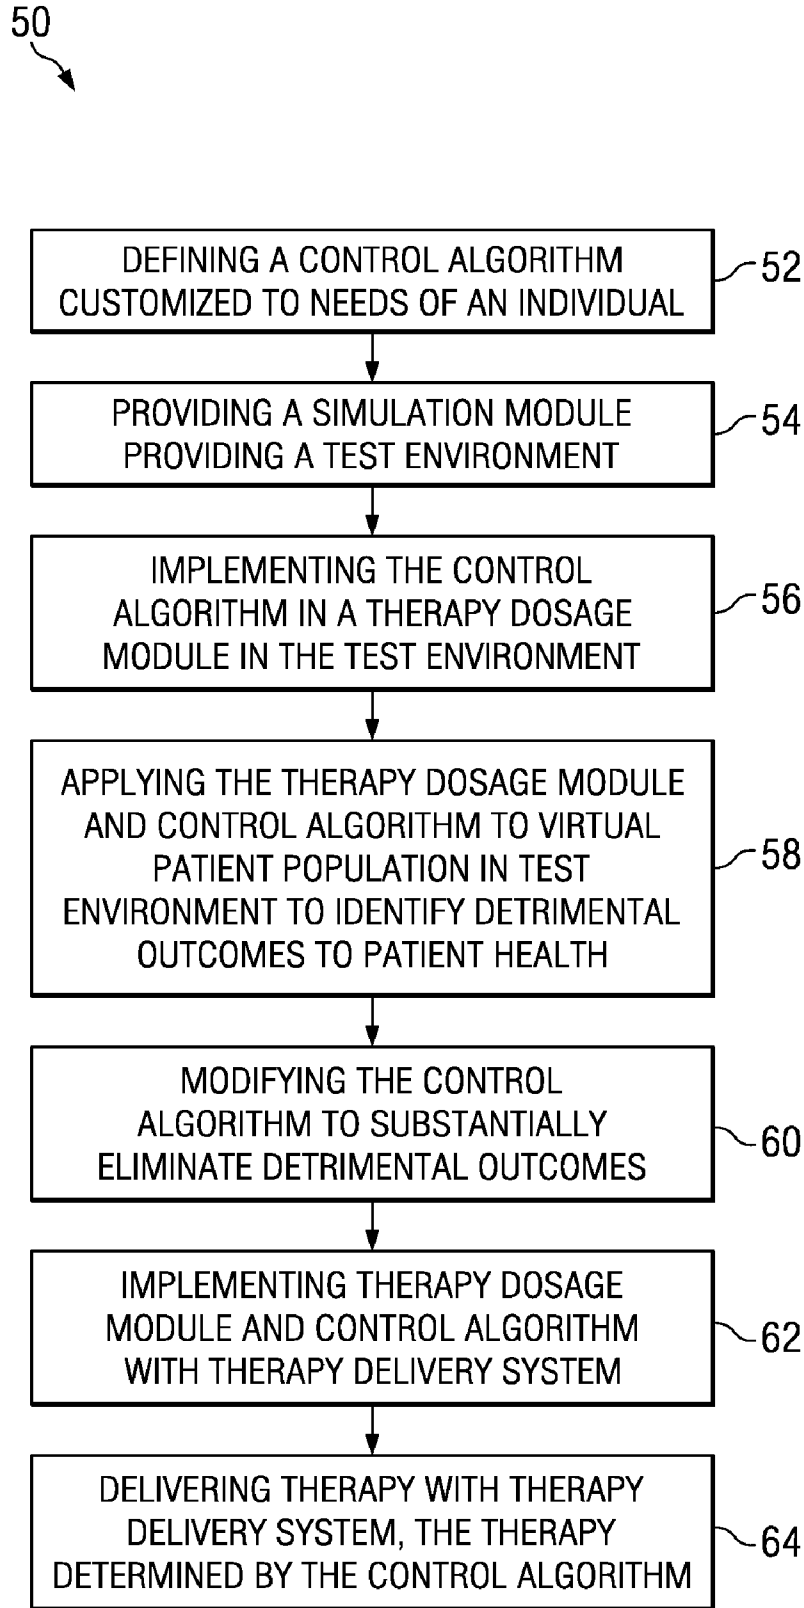 50
DEFINING A CONTROL ALGORITHM
CUSTOMIZED TO NEEDS OF AN INDIVIDUAL
52
PROVIDING A SIMULATION MODULE
PROVIDING A TEST ENVIRONMENT
54
IMPLEMENTING THE CONTROL
ALGORITHM IN A THERAPY DOSAGE
MODULE IN THE TEST ENVIRONMENT
56
APPLYING THE THERAPY DOSAGE MODULE
AND CONTROL ALGORITHM TO VIRTUAL
PATIENT POPULATION IN TEST
ENVIRONMENT TO IDENTIFY DETRIMENTAL
OUTCOMES TO PATIENT HEALTH
58
MODIFYING THE CONTROL
ALGORITHM TO SUBSTANTIALLY
ELIMINATE DETRIMENTAL OUTCOMES
60
IMPLEMENTING THERAPY DOSAGE
MODULE AND CONTROL ALGORITHM
WITH THERAPY DELIVERY SYSTEM
62
DELIVERING THERAPY WITH THERAPY
DELIVERY SYSTEM, THE THERAPY
DETERMINED BY THE CONTROL ALGORITHM
64